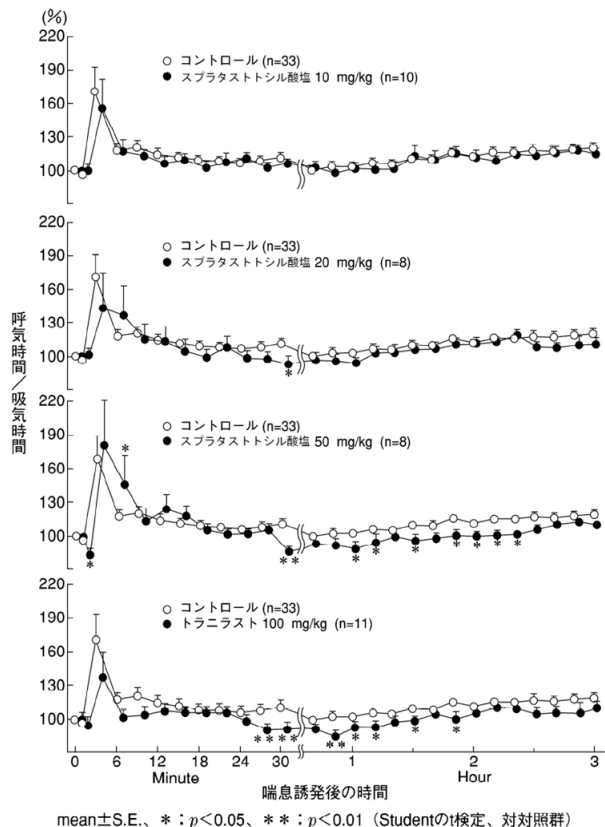 (%)
220
190
160
130
100
コントロール (n=33)
スプラタストトシル酸塩 10 mg/kg (n=10)
220
190
160
130
100
コントロール (n=33)
スプラタストトシル酸塩 20 mg/kg (n=8)
*
220
190
160
130
100
コントロール (n=33)
スプラタストトシル酸塩 50 mg/kg (n=8)
*
* ** * * * * * * *
220
190
160
130
100
コントロール (n=33)
トラニラスト 100 mg/kg (n=11)
** ** ** * * * *
呼気時間/吸気時間
0 6 12 18 24 30 1 2 3
Minute Hour
喘息誘発後の時間
mean±S.E.、*:p<0.05、**:p<0.01 (Studentのt検定、対対照群)